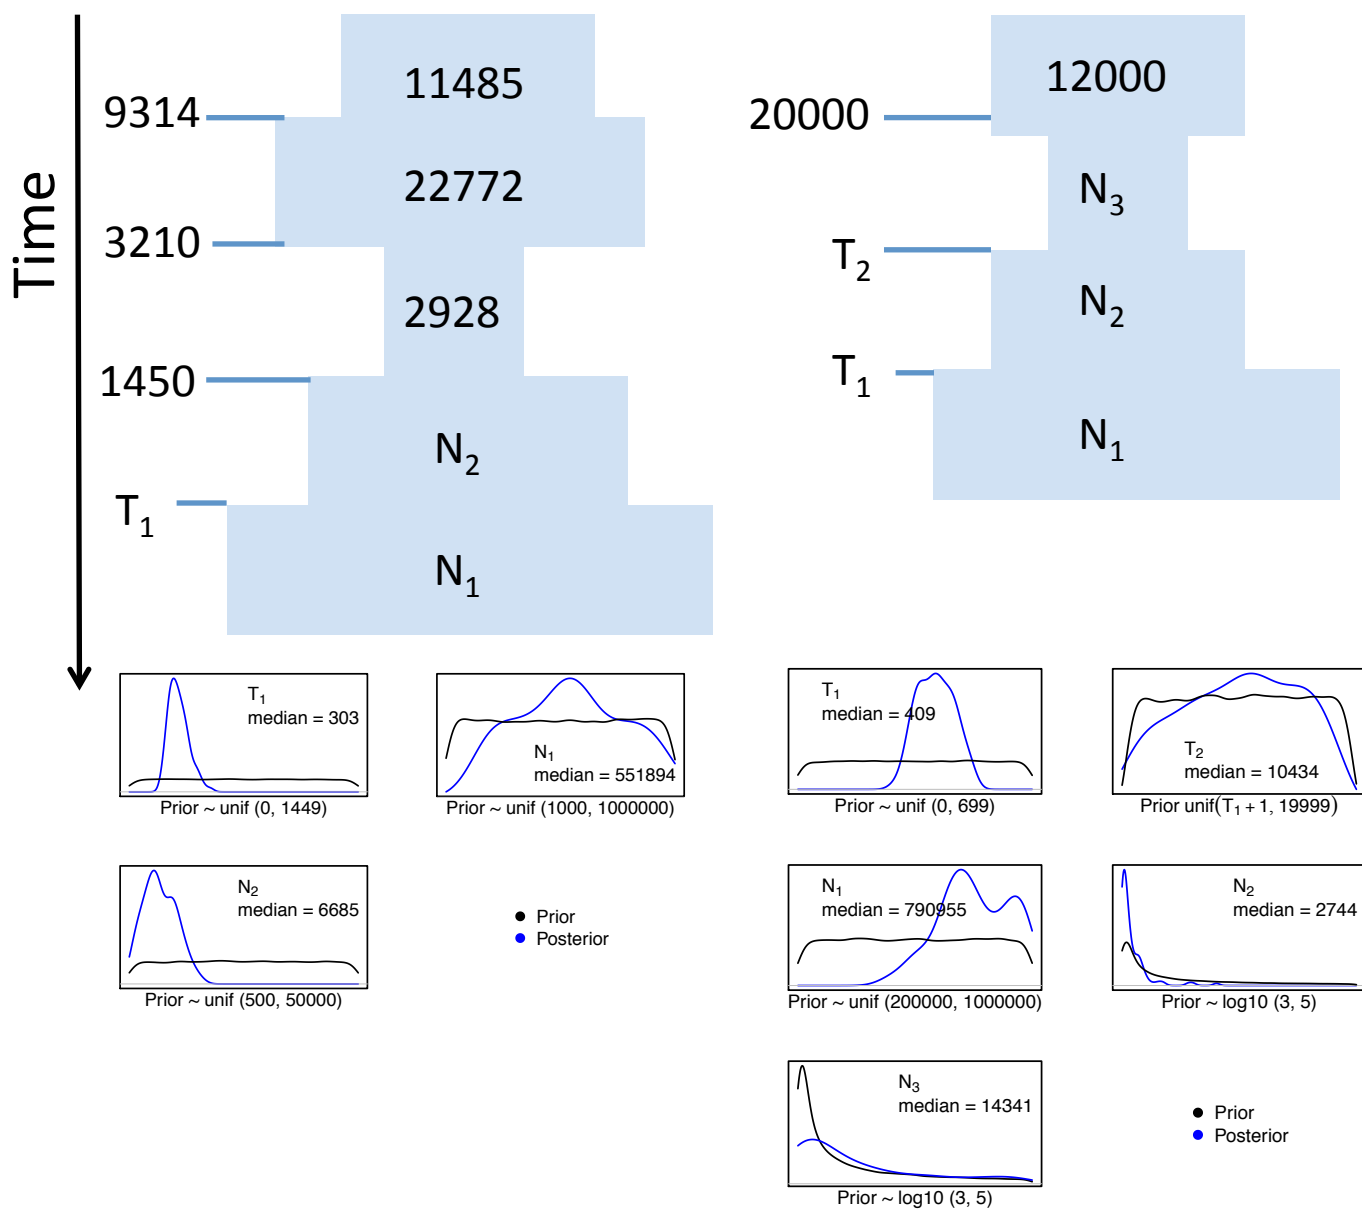 Time
11485
9314
22772
3210
2928
1450
N2
T1
N1
12000
20000
N3
T2
N2
T1
N1
T1
median = 303
Prior ~ unif (0, 1449)
N1
median = 551894
Prior ~ unif (1000, 1000000)
N2
median = 6685
Prior ~ unif (500, 50000)
Prior
Posterior
T1
median = 409
Prior ~ unif (0, 699)
T2
median = 10434
Prior unif(T1 + 1, 19999)
N1
median = 790955
Prior ~ unif (200000, 1000000)
N2
median = 2744
Prior ~ log10 (3, 5)
N3
median = 14341
Prior ~ log10 (3, 5)
Prior
Posterior